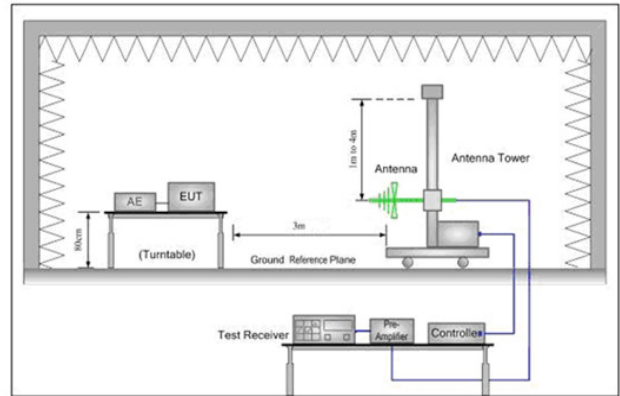 1m to 4m
Antenna
Antenna Tower
AE
EUT
80cm
(Turntable)
3m
Ground Reference Plane
Test Receiver
Pre-
Amplifier
Controller